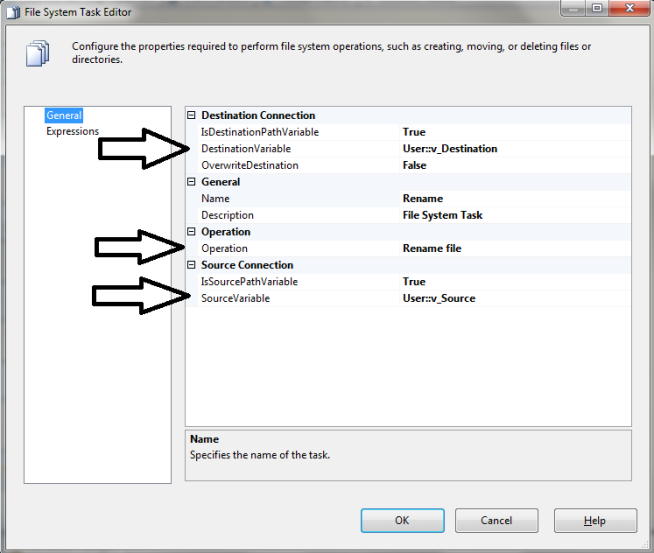 File System Task Editor
Configure the properties required to perform file system operations, such as creating, moving, or deleting files or
directories.
General
Expressions
Destination Connection
IsDestinationPathVariable True
DestinationVariable User::v_Destination
OverwriteDestination False
General
Name Rename
Description File System Task
Operation
Operation Rename file
Source Connection
IsSourcePathVariable True
SourceVariable User::v_Source
Name
Specifies the name of the task.
OK Cancel Help